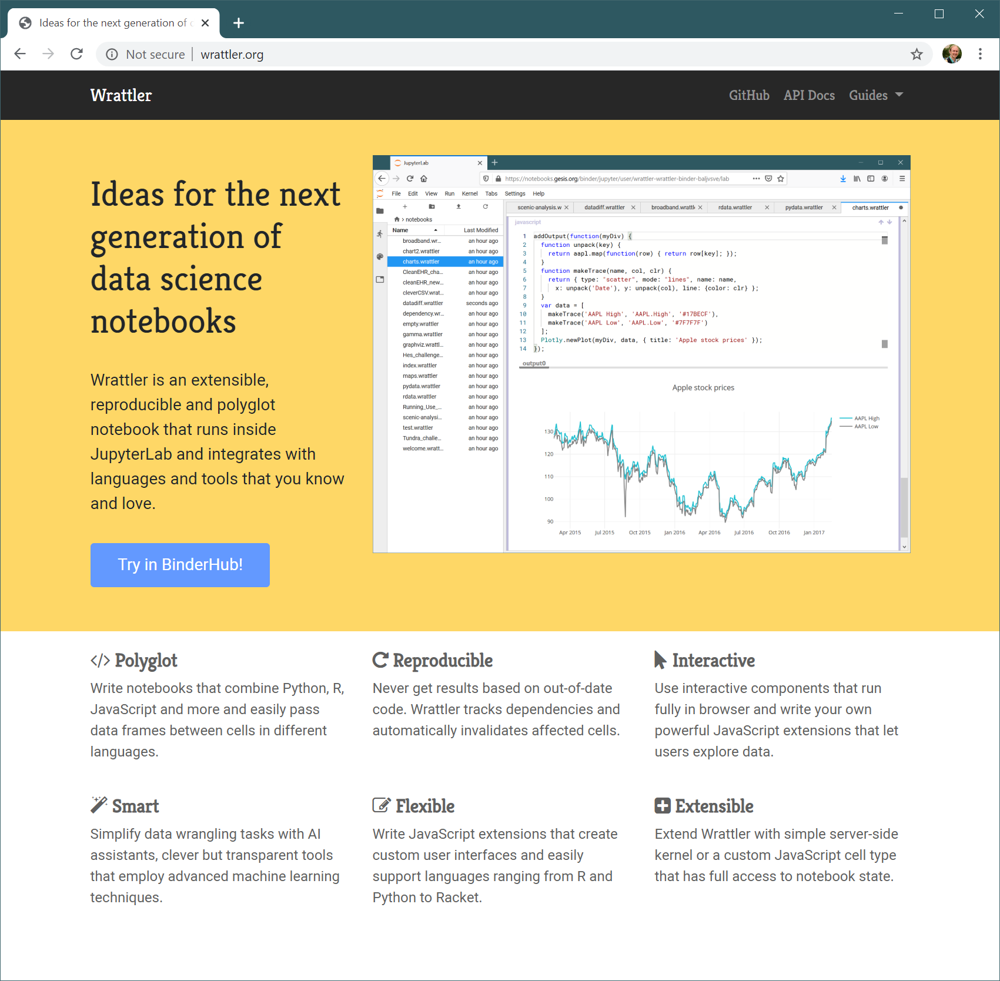 Ideas for the next generation of
Not secure
wrattler.org
Wrattler
GitHub
API Docs
Guides
Ideas for the next
generation of
data science
notebooks
Wrattler is an extensible,
reproducible and polyglot
notebook that runs inside
JupyterLab and integrates with
languages and tools that you know
and love.
Try in BinderHub!
JupyterLab
https://notebooks.gesis.org/binder/jupyter/user/wrattler-wrattler-binder-baljvsve/lab
File Edit View Run Kernel Tabs Settings Help
notebooks
Name Last Modified
broadband.wr... an hour ago
chart2.wrattler an hour ago
charts.wrattler an hour ago
CleanEHR_cha... an hour ago
cleanEHR_new... an hour ago
cleverCSV.wrat... an hour ago
datadiff.wrattler seconds ago
dependency.wr... an hour ago
empty.wrattler an hour ago
gamma.wrattler an hour ago
graphviz.wrattl... an hour ago
Hes_challenge... an hour ago
index.wrattler an hour ago
maps.wrattler an hour ago
pydata.wrattler an hour ago
rdata.wrattler an hour ago
Running_Use_... an hour ago
scenic-analysi... an hour ago
test.wrattler an hour ago
Tundra_challe... an hour ago
welcome.wratt... an hour ago
scenic-analysis.w datadiff.wrattler broadband.wrattl rdata.wrattler pydata.wrattler charts.wrattler
javascript
1 addOutput(function(myDiv) {
2 function unpack(key) {
3 return aapl.map(function(row) { return row[key]; });
4 }
5 function makeTrace(name, col, clr) {
6 return { type: "scatter", mode: "lines", name: name,
7 x: unpack('Date'), y: unpack(col), line: {color: clr} };
8 }
9 var data = [
10 makeTrace('AAPL High', 'AAPL.High', '#17BECF'),
11 makeTrace('AAPL Low', 'AAPL.Low', '#7F7F7F')
12 ];
13 Plotly.newPlot(myDiv, data, { title: 'Apple stock prices' });
14 });
output0
Apple stock prices
AAPL High
AAPL Low
130
120
110
100
90
Apr 2015 Jul 2015 Oct 2015 Jan 2016 Apr 2016 Jul 2016 Oct 2016 Jan 2017
</> Polyglot
Write notebooks that combine Python, R,
JavaScript and more and easily pass
data frames between cells in different
languages.
Reproducible
Never get results based on out-of-date
code. Wrattler tracks dependencies and
automatically invalidates affected cells.
Interactive
Use interactive components that run
fully in browser and write your own
powerful JavaScript extensions that let
users explore data.
Smart
Simplify data wrangling tasks with AI
assistants, clever but transparent tools
that employ advanced machine learning
techniques.
Flexible
Write JavaScript extensions that create
custom user interfaces and easily
support languages ranging from R and
Python to Racket.
Extensible
Extend Wrattler with simple server-side
kernel or a custom JavaScript cell type
that has full access to notebook state.